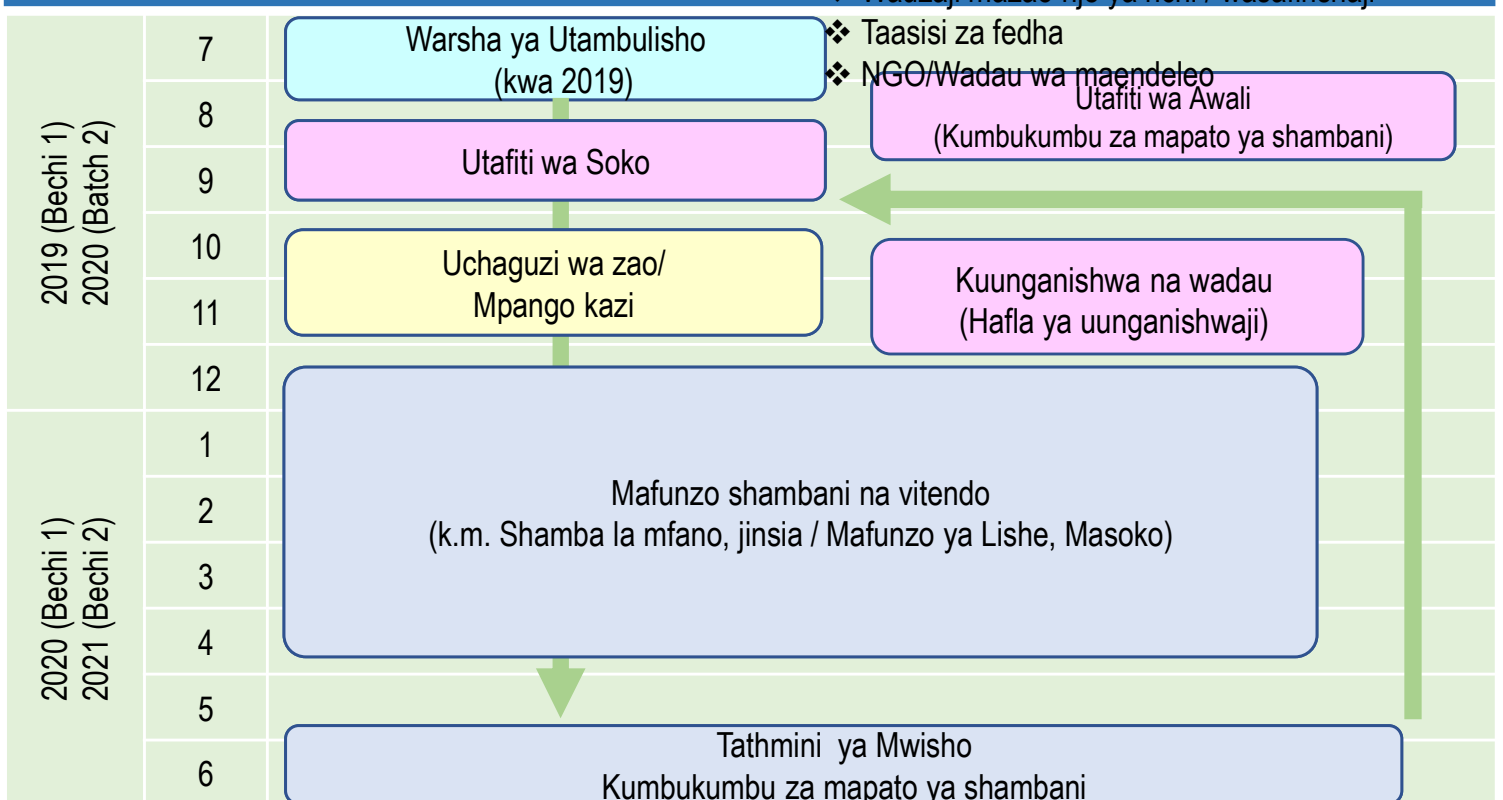 ❖ Taasisi za fedha
❖ NGO/Wadau wa maendeleo
2019 (Bechi 1)
2020 (Batch 2)
7
8
9
10
11
12
Warsha ya Utambulisho
(kwa 2019)
Utafiti wa Awali
(Kumbukumbu za mapato ya shambani)
Utafiti wa Soko
Uchaguzi wa zao/
Mpango kazi
Kuunganishwa na wadau
(Hafla ya uunganishwaji)
2020 (Bechi 1)
2021 (Bechi 2)
1
2
3
4
5
6
Mafunzo shambani na vitendo
(k.m. Shamba la mfano, jinsia / Mafunzo ya Lishe, Masoko)
Tathmini ya Mwisho
Kumbukumbu za mapato ya shambani